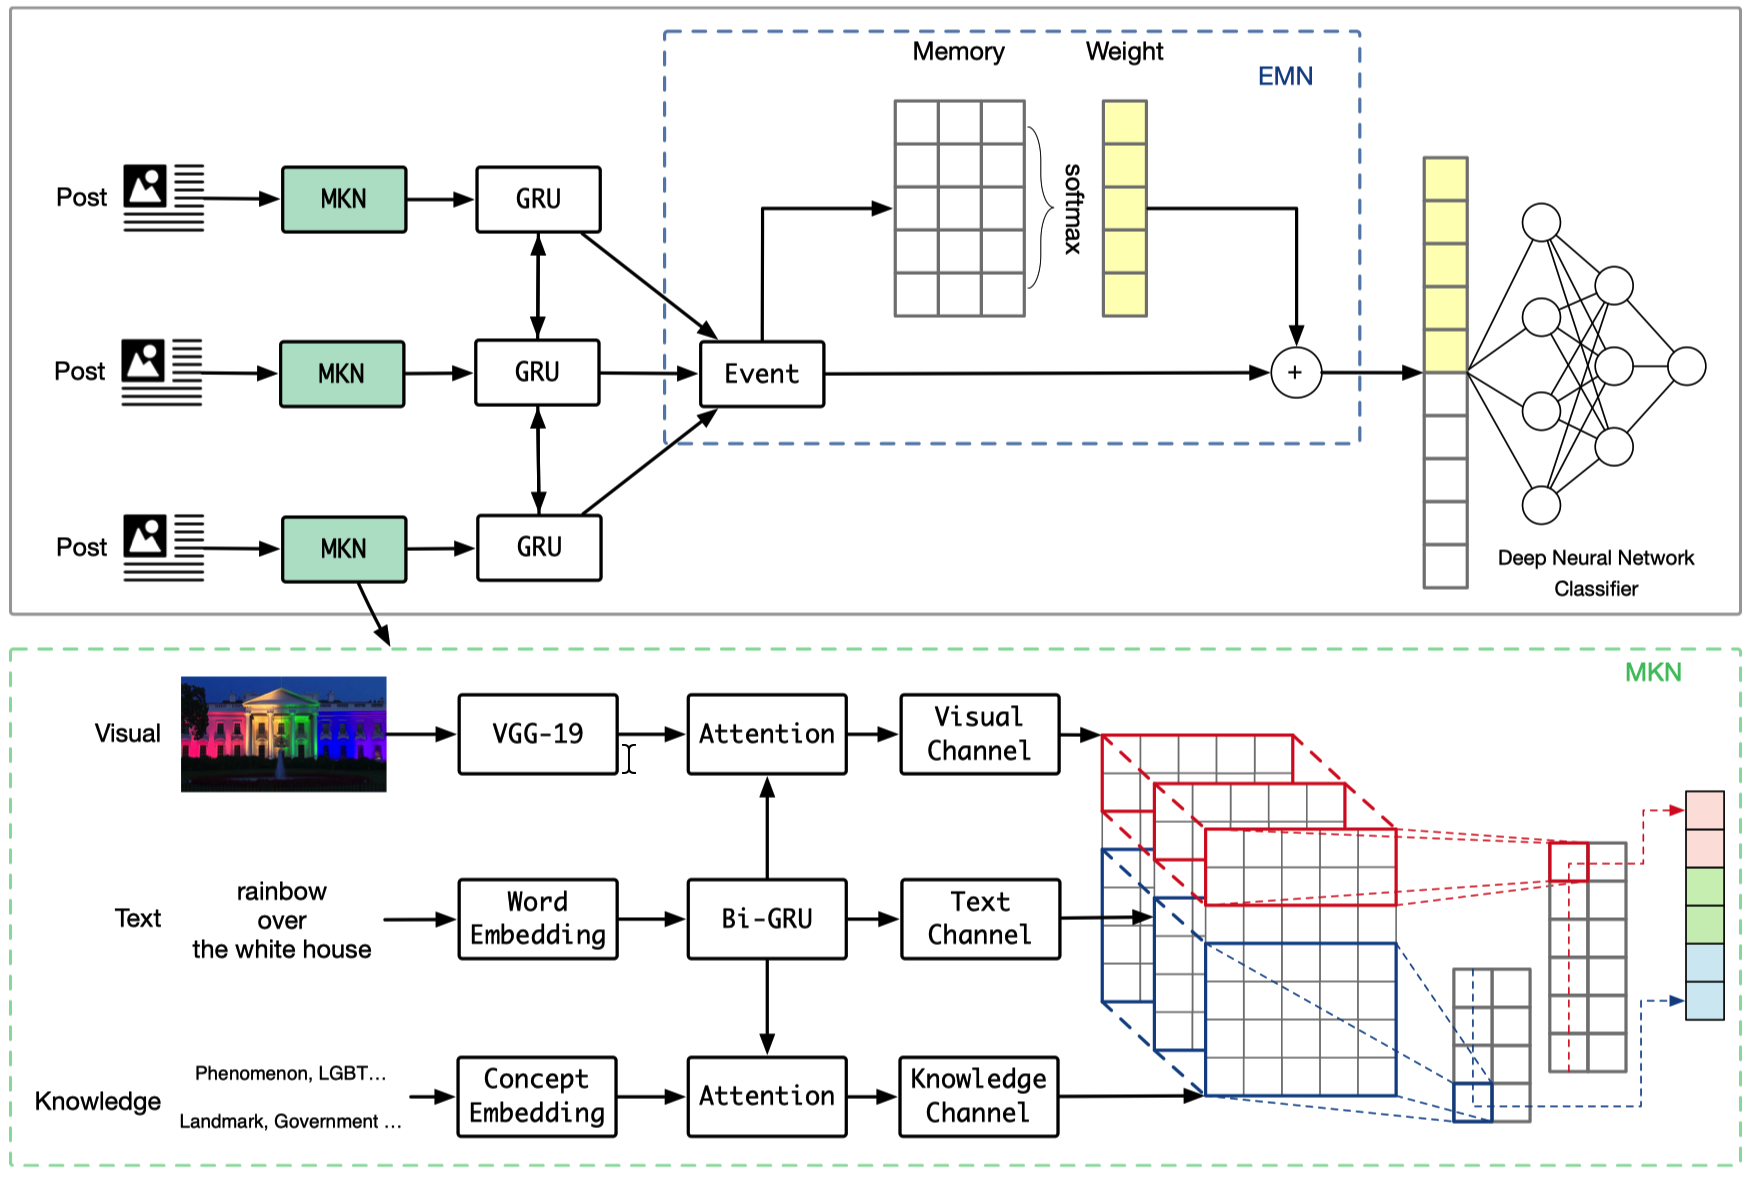 Memory
Weight
EMN
softmax
Post
MKN
GRU
Post
MKN
GRU
Event
+
Post
MKN
GRU
Deep Neural Network
Classifier
MKN
Visual
VGG-19
Attention
Visual
Channel
Text
rainbow
over
the white house
Word
Embedding
Bi-GRU
Text
Channel
Knowledge
Phenomenon, LGBT...
Landmark, Government ...
Concept
Embedding
Attention
Knowledge
Channel